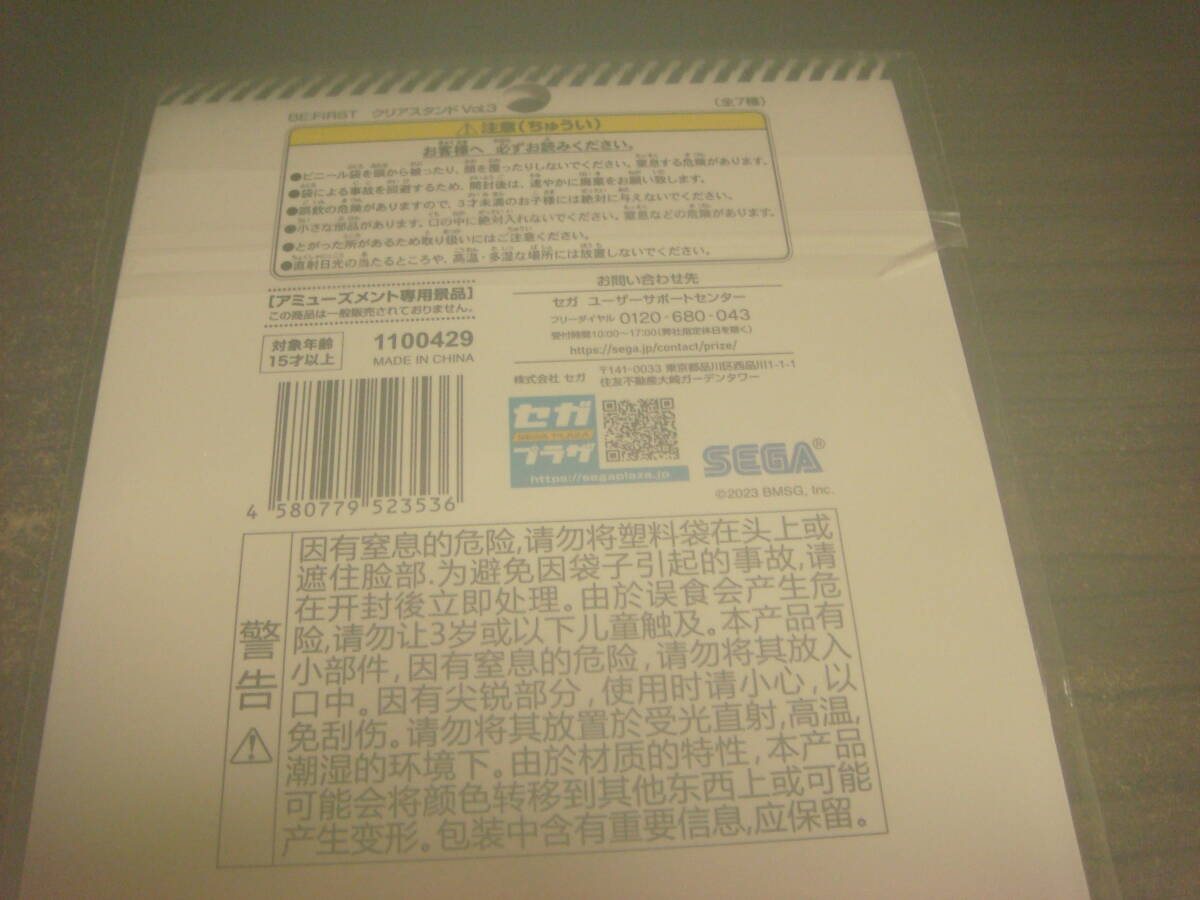 BE:FIRST クリアスタンド Vol.3 (全7種)
⚠注意(ちゅうい)
お客様へ 必ずお読みください。
●ビニール袋を頭から被ったり、顔を覆ったりしないでください。窒息する危険があります。
●袋による事故を回避するため、開封後は、速やかに廃棄をお願い致します。
●誤飲の危険がありますので、3才未満のお子様には絶対に与えないでください。
●小さな部品があります。口の中に絶対入れないでください。窒息などの危険があります。
●とがった所があるため取り扱いにはご注意ください。
●直射日光の当たるところや、高温・多湿な場所には放置しないでください。
[アミューズメント専用景品]
この商品は一般販売されておりません。
対象年齢
15才以上
1100429
MADE IN CHINA
4 580779 523536
お問い合わせ先
セガ ユーザーサポートセンター
フリーダイヤル 0120-680-043
受付時間10:00～17:00(弊社指定休日を除く)
https://sega.jp/contact/prize/
株式会社 セガ
〒141-0033 東京都品川区西品川1-1-1
住友不動産大崎ガーデンタワー
セガ
SEGA PLAZA
プラザ
https://segaplaza.jp
SEGA®
©2023 BMSG, Inc.
警告⚠
因有窒息的危险,请勿将塑料袋在头上或
遮住脸部.为避免因袋子引起的事故,请
在开封後立即处理。由於误食会产生危
险,请勿让3岁或以下儿童触及。本产品有
小部件,因有窒息的危险,请勿将其放入
口中。因有尖锐部分,使用时请小心,以
免刮伤。请勿将其放置於受光直射,高温,
潮湿的环境下。由於材质的特性,本产品
可能会将颜色转移到其他东西上或可能
产生变形。包装中含有重要信息,应保留。